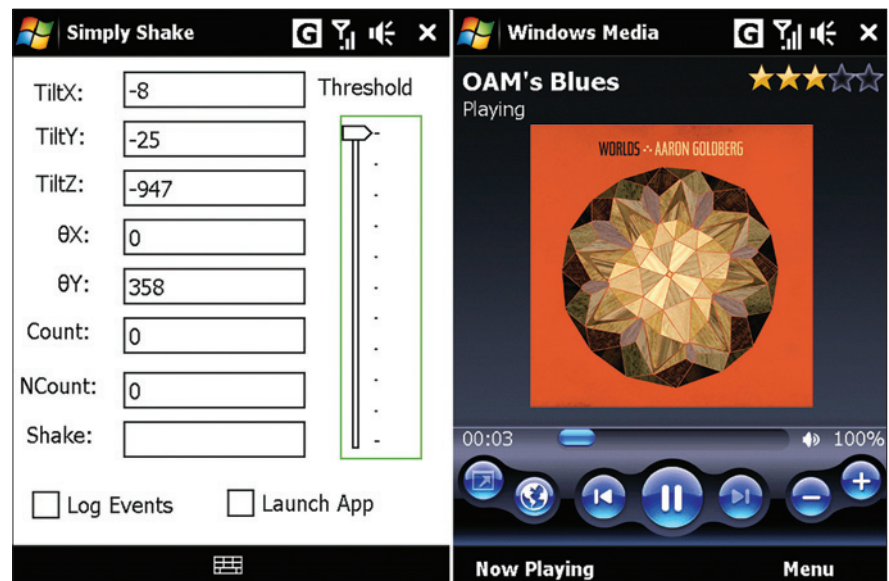 Simply Shake
G
TiltX:
-8
Threshold
TiltY:
-25
TiltZ:
-947
θX:
0
θY:
358
Count:
0
NCount:
0
Shake:
Log Events
Launch App
Windows Media
G
OAM's Blues
Playing
WORLDS ∴ AARON GOLDBERG
00:03
100%
Now Playing
Menu